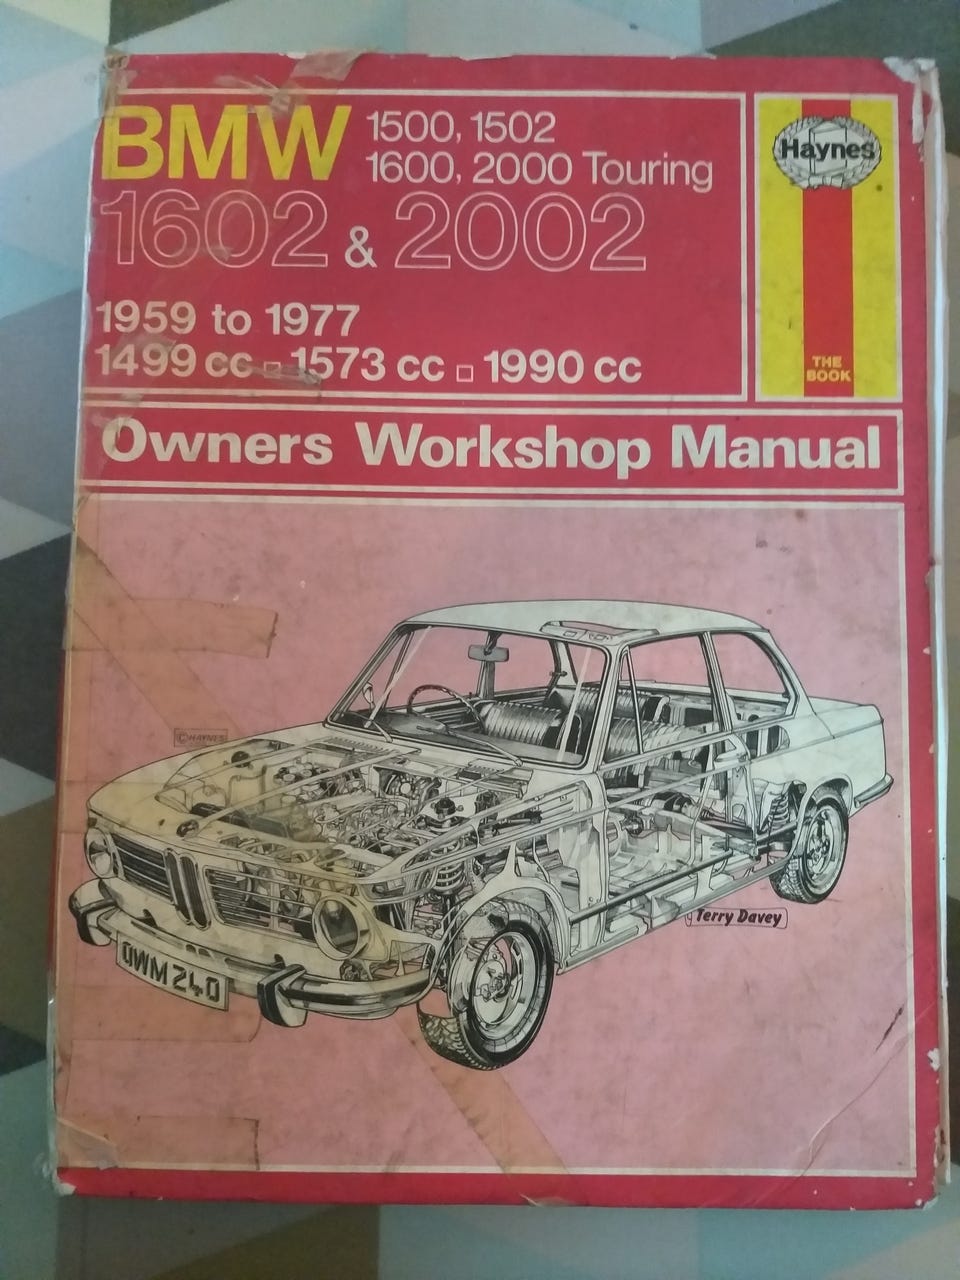 BMW 1500, 1502
1600, 2000 Touring
1602 & 2002
1959 to 1977
1499 cc □ 1573 cc □ 1990 cc
Haynes
THE
BOOK
Owners Workshop Manual
© HAYNES
Terry Davey
OWM 240